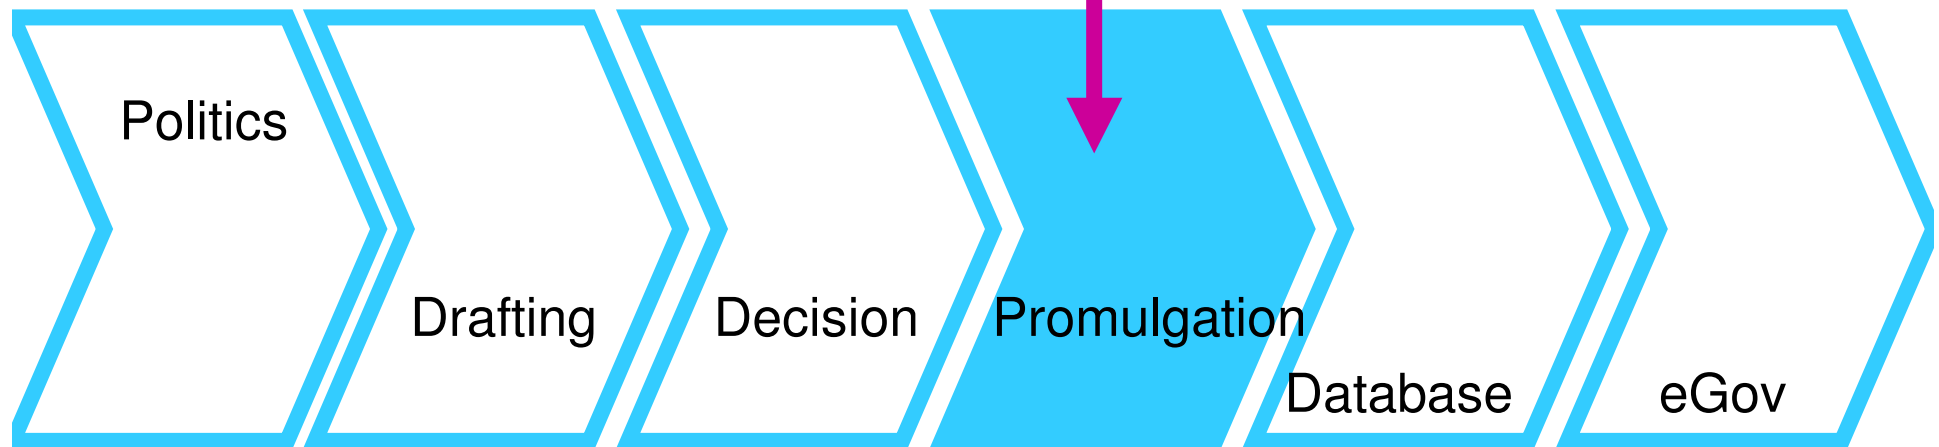 Politics
Drafting
Decision
Promulgation
Database
eGov